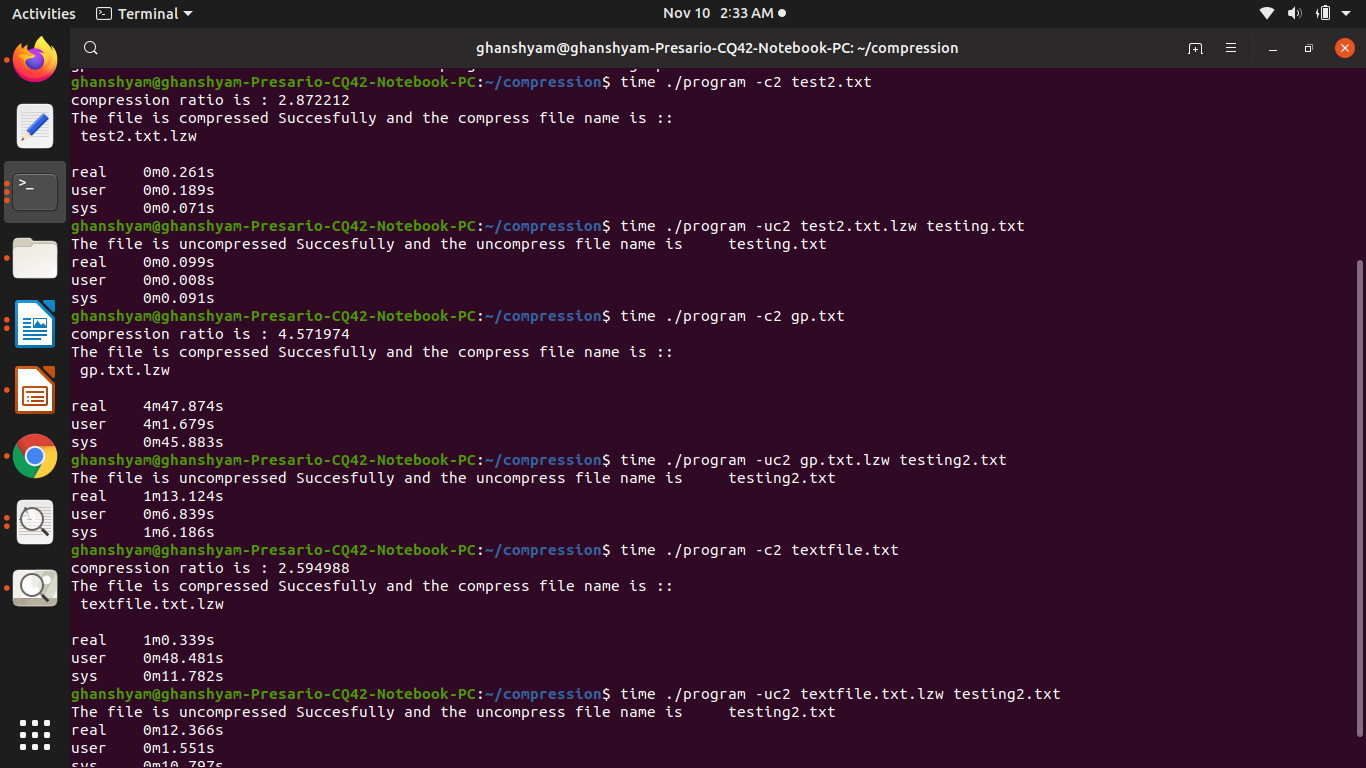 Activities Terminal Nov 10 2:33 AM
ghanshyam@ghanshyam-Presario-CQ42-Notebook-PC: ~/compression
ghanshyam@ghanshyam-Presario-CQ42-Notebook-PC:~/compression$ time ./program -c2 test2.txt
compression ratio is : 2.872212
The file is compressed Succesfully and the compress file name is ::
 test2.txt.lzw

real    0m0.261s
user    0m0.189s
sys     0m0.071s
ghanshyam@ghanshyam-Presario-CQ42-Notebook-PC:~/compression$ time ./program -uc2 test2.txt.lzw testing.txt
The file is uncompressed Succesfully and the uncompress file name is     testing.txt
real    0m0.099s
user    0m0.008s
sys     0m0.091s
ghanshyam@ghanshyam-Presario-CQ42-Notebook-PC:~/compression$ time ./program -c2 gp.txt
compression ratio is : 4.571974
The file is compressed Succesfully and the compress file name is ::
 gp.txt.lzw

real    4m47.874s
user    4m1.679s
sys     0m45.883s
ghanshyam@ghanshyam-Presario-CQ42-Notebook-PC:~/compression$ time ./program -uc2 gp.txt.lzw testing2.txt
The file is uncompressed Succesfully and the uncompress file name is     testing2.txt
real    1m13.124s
user    0m6.839s
sys     1m6.186s
ghanshyam@ghanshyam-Presario-CQ42-Notebook-PC:~/compression$ time ./program -c2 textfile.txt
compression ratio is : 2.594988
The file is compressed Succesfully and the compress file name is ::
 textfile.txt.lzw

real    1m0.339s
user    0m48.481s
sys     0m11.782s
ghanshyam@ghanshyam-Presario-CQ42-Notebook-PC:~/compression$ time ./program -uc2 textfile.txt.lzw testing2.txt
The file is uncompressed Succesfully and the uncompress file name is     testing2.txt
real    0m12.366s
user    0m1.551s
sys     0m10.797s